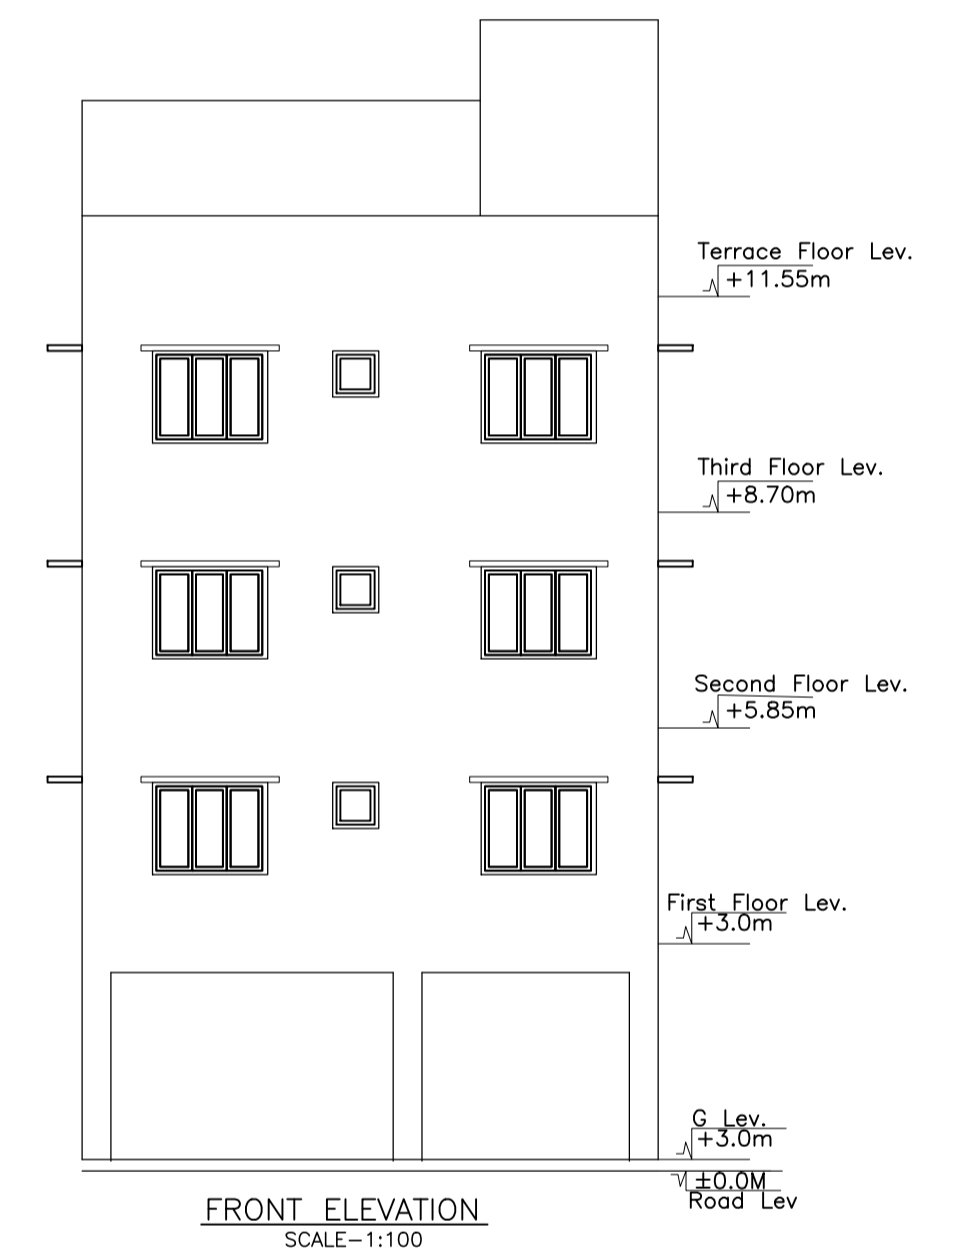 Terrace Floor Lev.
+11.55m
Third Floor Lev.
+8.70m
Second Floor Lev.
+5.85m
First Floor Lev.
+3.0m
G Lev.
+3.0m
±0.0M
Road Lev
FRONT ELEVATION
SCALE-1:100